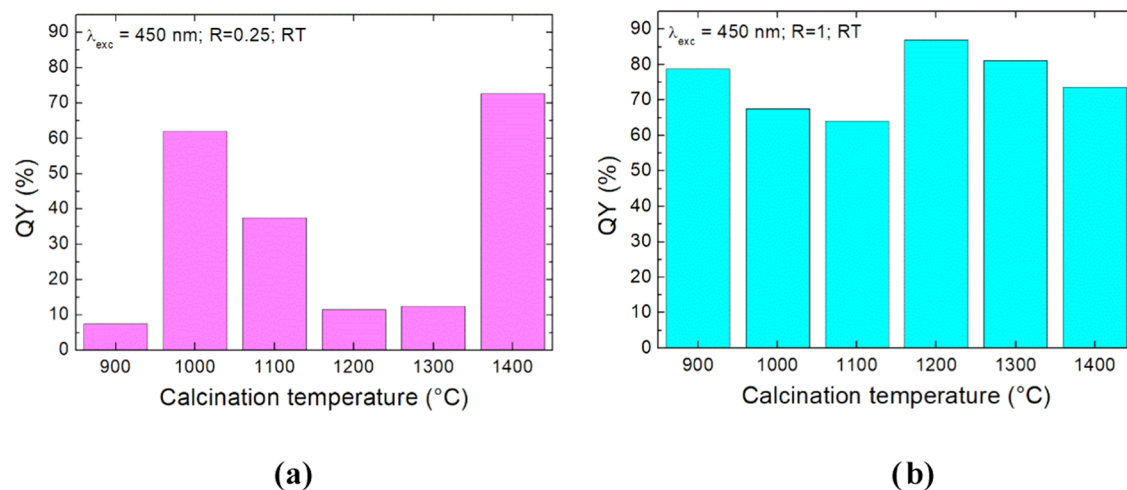 λexc = 450 nm; R=0.25; RT
QY (%)
90
80
70
60
50
40
30
20
10
0
900 1000 1100 1200 1300 1400
Calcination temperature (°C)
(a)
λexc = 450 nm; R=1; RT
QY (%)
90
80
70
60
50
40
30
20
10
0
900 1000 1100 1200 1300 1400
Calcination temperature (°C)
(b)